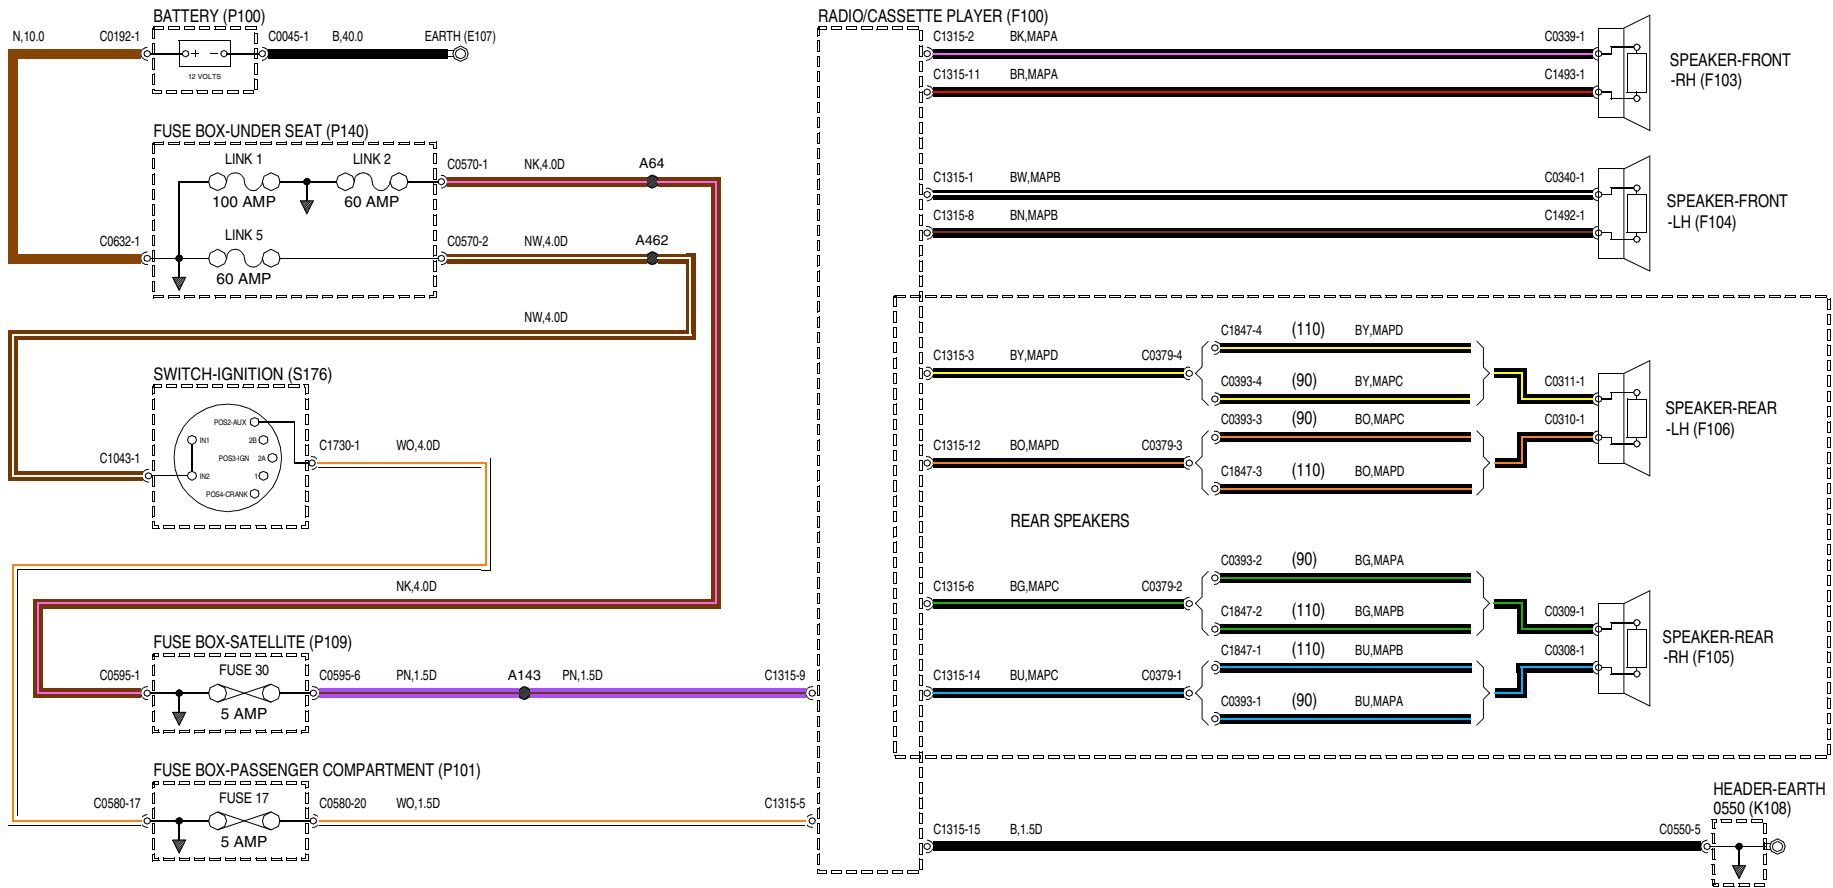 BATTERY (P100)
N,10.0
C0192-1
+ −
12 VOLTS
C0045-1
B,40.0
EARTH (E107)
FUSE BOX-UNDER SEAT (P140)
LINK 1
100 AMP
LINK 2
60 AMP
C0570-1
NK,4.0D
A64
C0632-1
LINK 5
60 AMP
C0570-2
NW,4.0D
A462
NW,4.0D
SWITCH-IGNITION (S176)
POS2-AUX
IN1
2B
POS3-IGN
2A
IN2
1
POS4-CRANK
C1043-1
C1730-1
WO,4.0D
NK,4.0D
FUSE BOX-SATELLITE (P109)
C0595-1
FUSE 30
5 AMP
C0595-6
PN,1.5D
A143
PN,1.5D
C1315-9
FUSE BOX-PASSENGER COMPARTMENT (P101)
C0580-17
FUSE 17
5 AMP
C0580-20
WO,1.5D
C1315-5
RADIO/CASSETTE PLAYER (F100)
C1315-2
BK,MAPA
C0339-1
C1315-11
BR,MAPA
C1493-1
SPEAKER-FRONT
-RH (F103)
C1315-1
BW,MAPB
C0340-1
C1315-8
BN,MAPB
C1492-1
SPEAKER-FRONT
-LH (F104)
C1315-3
BY,MAPD
C0379-4
C1847-4
(110)
BY,MAPD
C0393-4
(90)
BY,MAPC
C0311-1
C1315-12
BO,MAPD
C0379-3
C0393-3
(90)
BO,MAPC
C1847-3
(110)
BO,MAPD
C0310-1
SPEAKER-REAR
-LH (F106)
REAR SPEAKERS
C1315-6
BG,MAPC
C0379-2
C0393-2
(90)
BG,MAPA
C1847-2
(110)
BG,MAPB
C0309-1
C1315-14
BU,MAPC
C0379-1
C1847-1
(110)
BU,MAPB
C0393-1
(90)
BU,MAPA
C0308-1
SPEAKER-REAR
-RH (F105)
C1315-15
B,1.5D
C0550-5
HEADER-EARTH
0550 (K108)